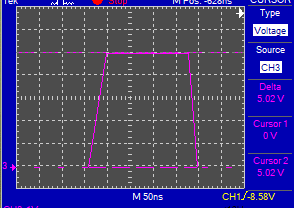 Tek Stop M Pos: -628ns CURSOR
Type
Voltage
Source
CH3
Delta
5.02 V
Cursor 1
0 V
Cursor 2
5.02 V
3
M 50ns CH1 -8.58V